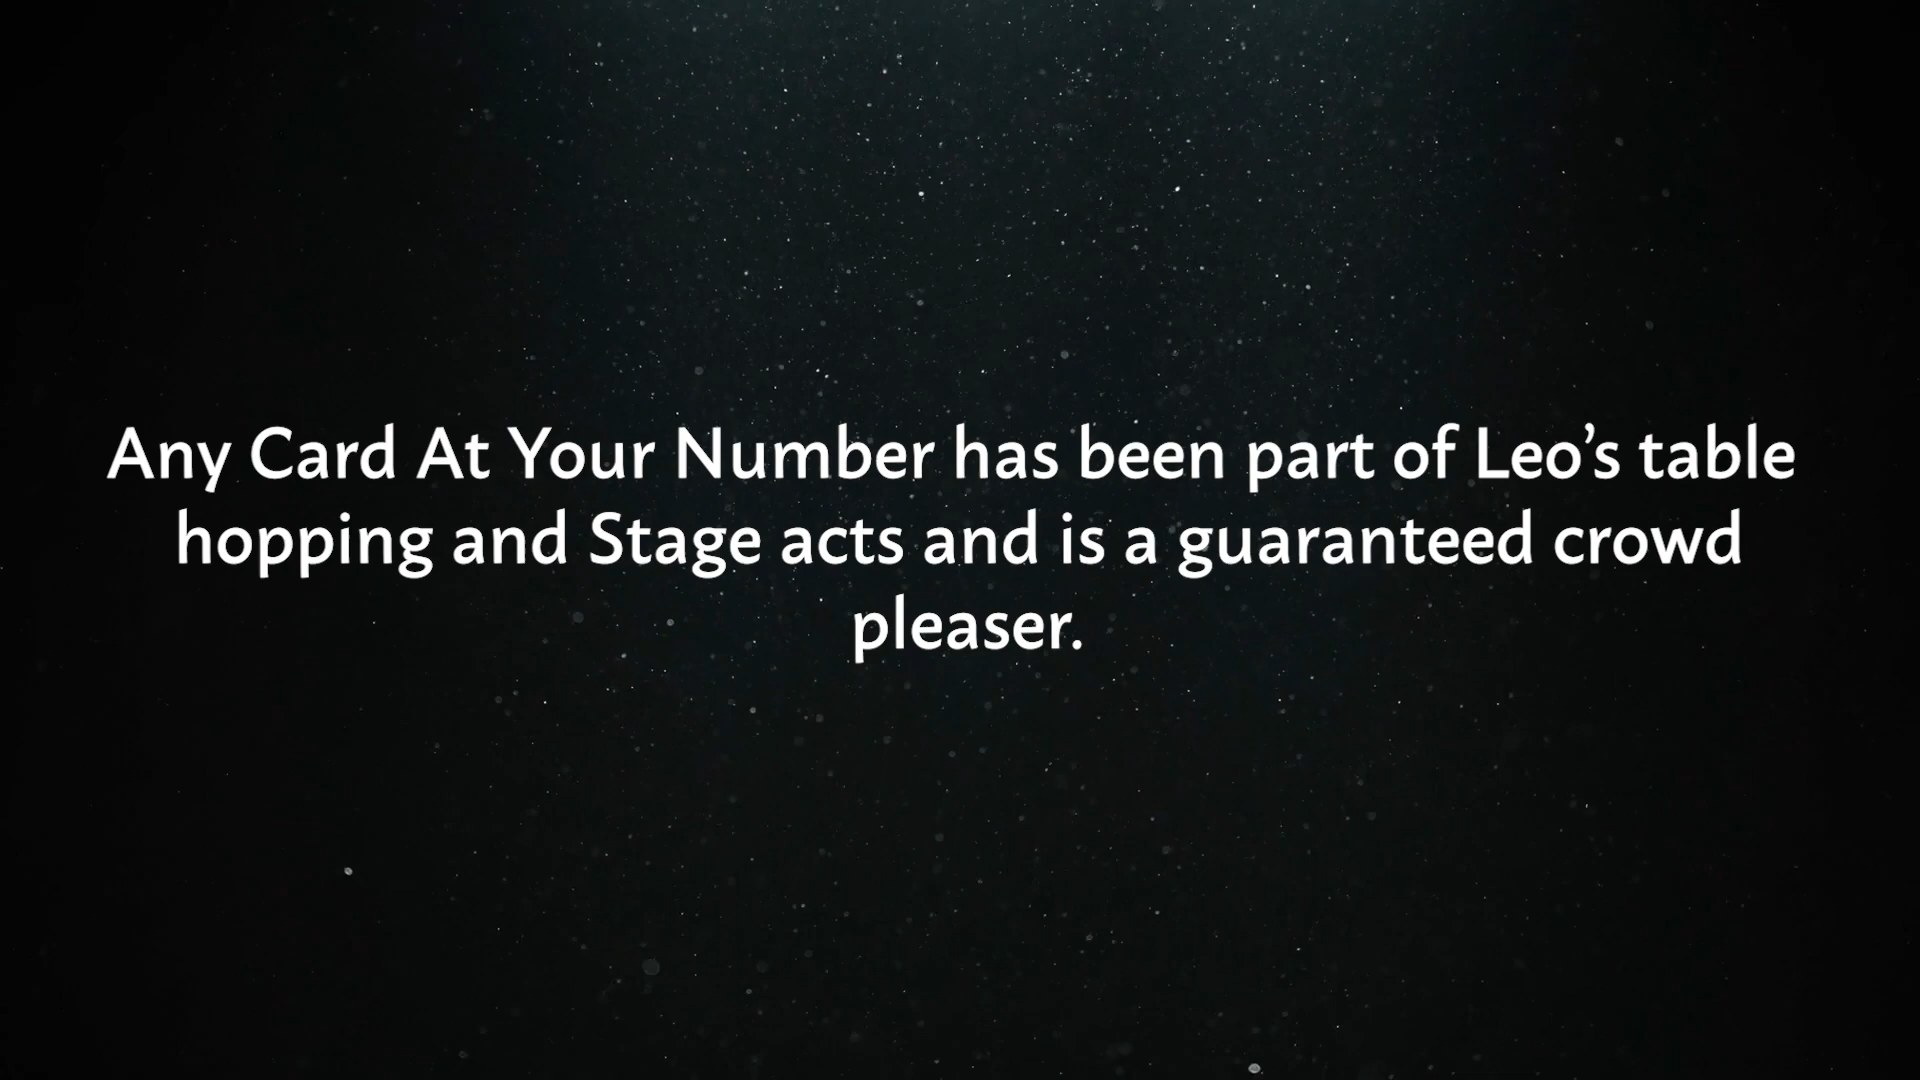 Any Card At Your Number has been part of Leo’s table
hopping and Stage acts and is a guaranteed crowd
pleaser.